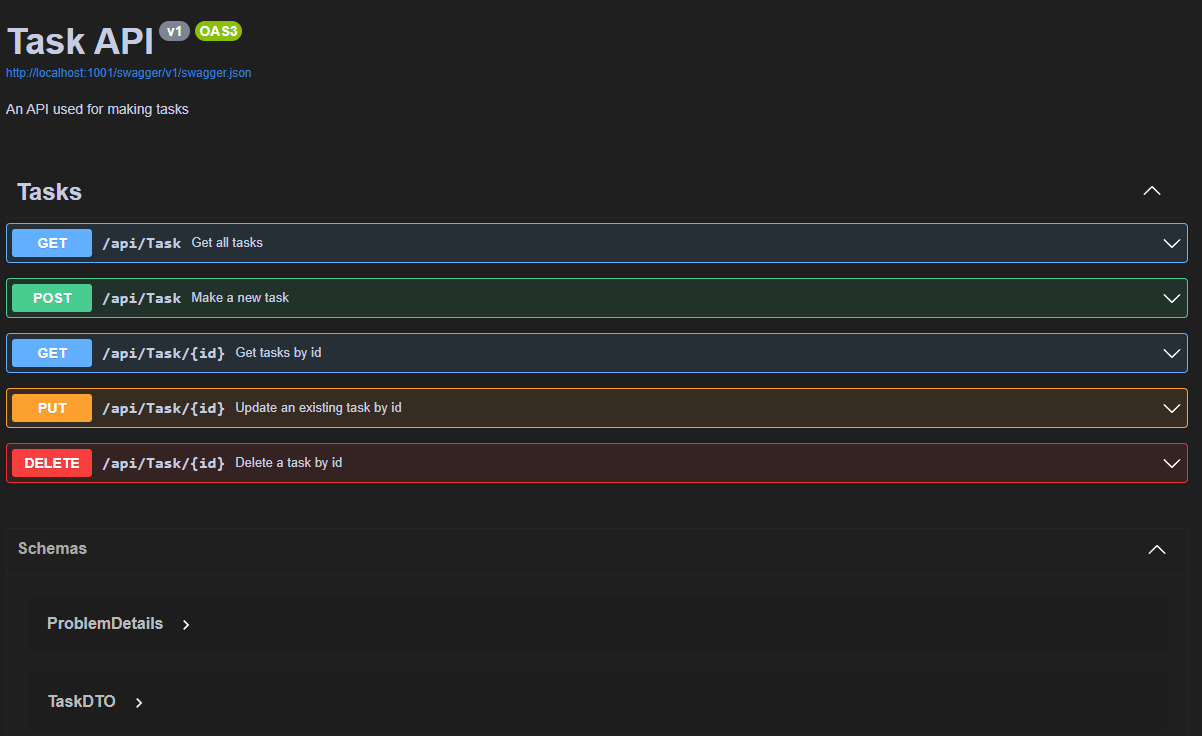 Task API v1 OAS3
http://localhost:1001/swagger/v1/swagger.json
An API used for making tasks
Tasks
GET /api/Task Get all tasks
POST /api/Task Make a new task
GET /api/Task/{id} Get tasks by id
PUT /api/Task/{id} Update an existing task by id
DELETE /api/Task/{id} Delete a task by id
Schemas
ProblemDetails
TaskDTO